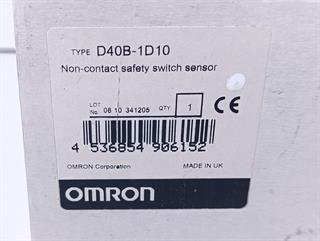 TYPE D40B-1D10
Non-contact safety switch sensor
LOT No. 08 10 341205 QTY 1 CE
4 536854 906152
OMRON Corporation MADE IN UK
OMRON